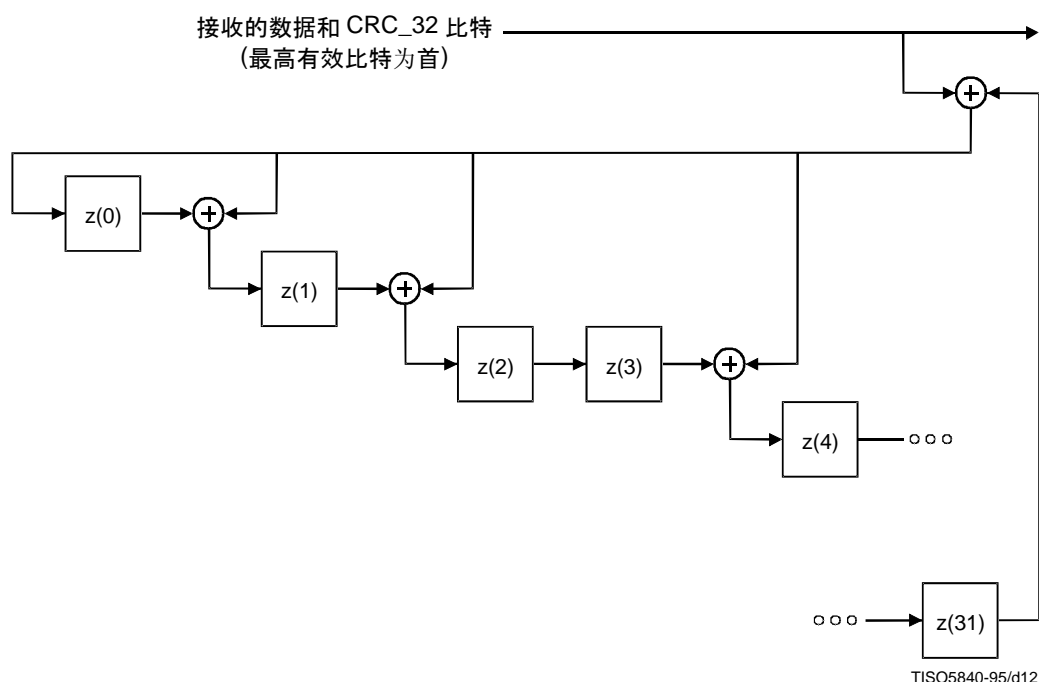 接收的数据和 CRC_32 比特
(最高有效比特为首)
z(0)
z(1)
z(2)
z(3)
z(4)
z(31)
TISO5840-95/d12